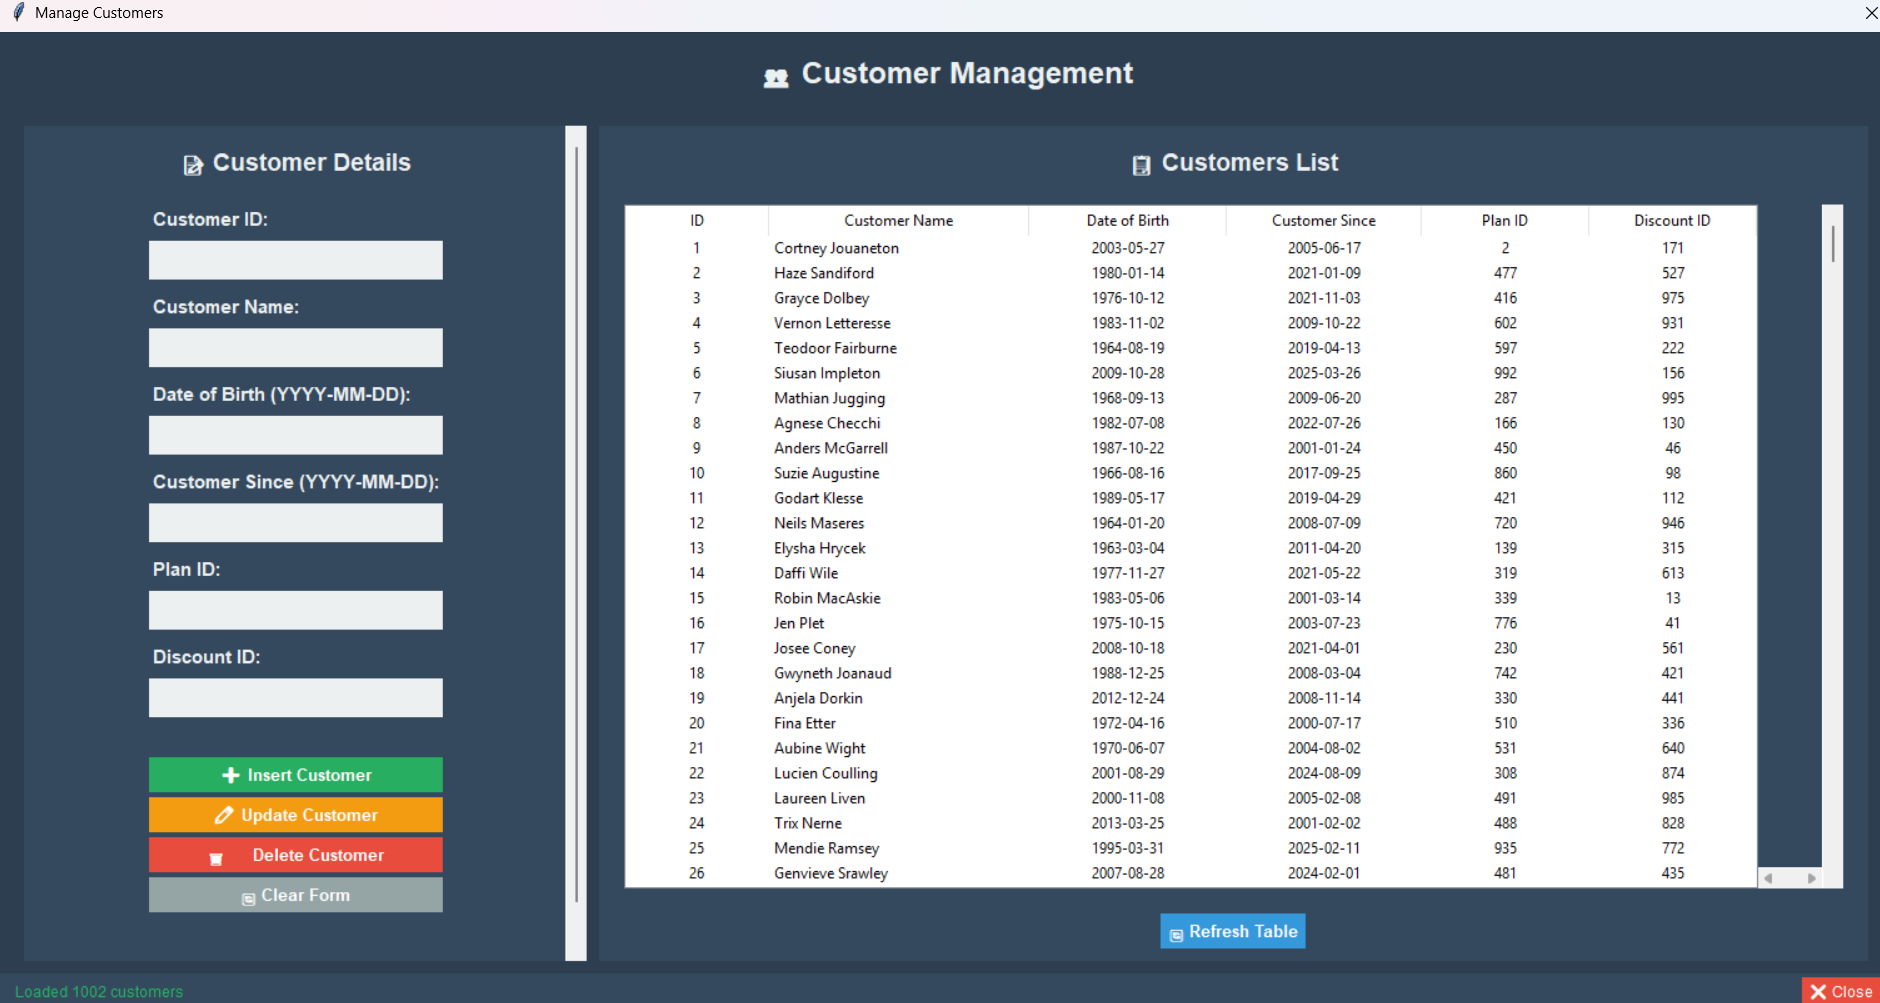 Manage Customers
Customer Management
Customer Details
Customer ID:
Customer Name:
Date of Birth (YYYY-MM-DD):
Customer Since (YYYY-MM-DD):
Plan ID:
Discount ID:
Insert Customer
Update Customer
Delete Customer
Clear Form
Customers List
ID Customer Name Date of Birth Customer Since Plan ID Discount ID
1 Cortney Jouaneton 2003-05-27 2005-06-17 2 171
2 Haze Sandiford 1980-01-14 2021-01-09 477 527
3 Grayce Dolbey 1976-10-12 2021-11-03 416 975
4 Vernon Letteresse 1983-11-02 2009-10-22 602 931
5 Teodoor Fairburne 1964-08-19 2019-04-13 597 222
6 Siusan Impleton 2009-10-28 2025-03-26 992 156
7 Mathian Jugging 1968-09-13 2009-06-20 287 995
8 Agnese Checchi 1982-07-08 2022-07-26 166 130
9 Anders McGarrell 1987-10-22 2001-01-24 450 46
10 Suzie Augustine 1966-08-16 2017-09-25 860 98
11 Godart Klesse 1989-05-17 2019-04-29 421 112
12 Neils Maseres 1964-01-20 2008-07-09 720 946
13 Elysha Hrycek 1963-03-04 2011-04-20 139 315
14 Daffi Wile 1977-11-27 2021-05-22 319 613
15 Robin MacAskie 1983-05-06 2001-03-14 339 13
16 Jen Plet 1975-10-15 2003-07-23 776 41
17 Josee Coney 2008-10-18 2021-04-01 230 561
18 Gwyneth Joanaud 1988-12-25 2008-03-04 742 421
19 Anjela Dorkin 2012-12-24 2008-11-14 330 441
20 Fina Etter 1972-04-16 2000-07-17 510 336
21 Aubine Wight 1970-06-07 2004-08-02 531 640
22 Lucien Coulling 2001-08-29 2024-08-09 308 874
23 Laureen Liven 2000-11-08 2005-02-08 491 985
24 Trix Nerne 2013-03-25 2001-02-02 488 828
25 Mendie Ramsey 1995-03-31 2025-02-11 935 772
26 Genvieve Srawley 2007-08-28 2024-02-01 481 435
Refresh Table
Loaded 1002 customers
Close